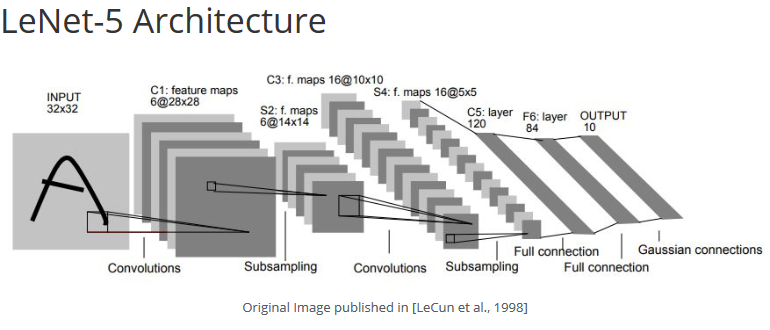 LeNet-5 Architecture
INPUT
32x32
C1: feature maps
6@28x28
S2: f. maps
6@14x14
C3: f. maps 16@10x10
S4: f. maps 16@5x5
C5: layer
120
F6: layer
84
OUTPUT
10
Convolutions
Subsampling
Convolutions
Subsampling
Full connection
Full connection
Gaussian connections
Original Image published in [LeCun et al., 1998]